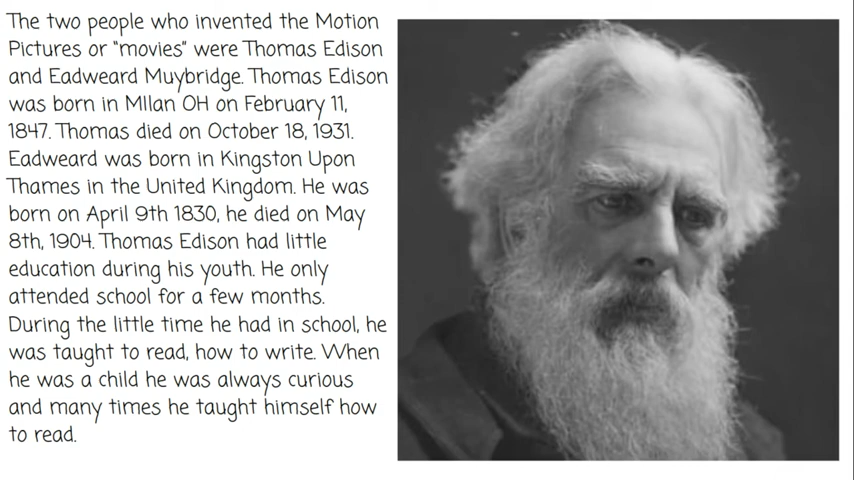 The two people who invented the Motion
Pictures or “movies” were Thomas Edison
and Eadweard Muybridge. Thomas Edison
was born in MIlan OH on February 11,
1847. Thomas died on October 18, 1931.
Eadweard was born in Kingston Upon
Thames in the United Kingdom. He was
born on April 9th 1830, he died on May
8th, 1904. Thomas Edison had little
education during his youth. He only
attended school for a few months.
During the little time he had in school, he
was taught to read, how to write. When
he was a child he was always curious
and many times he taught himself how
to read.